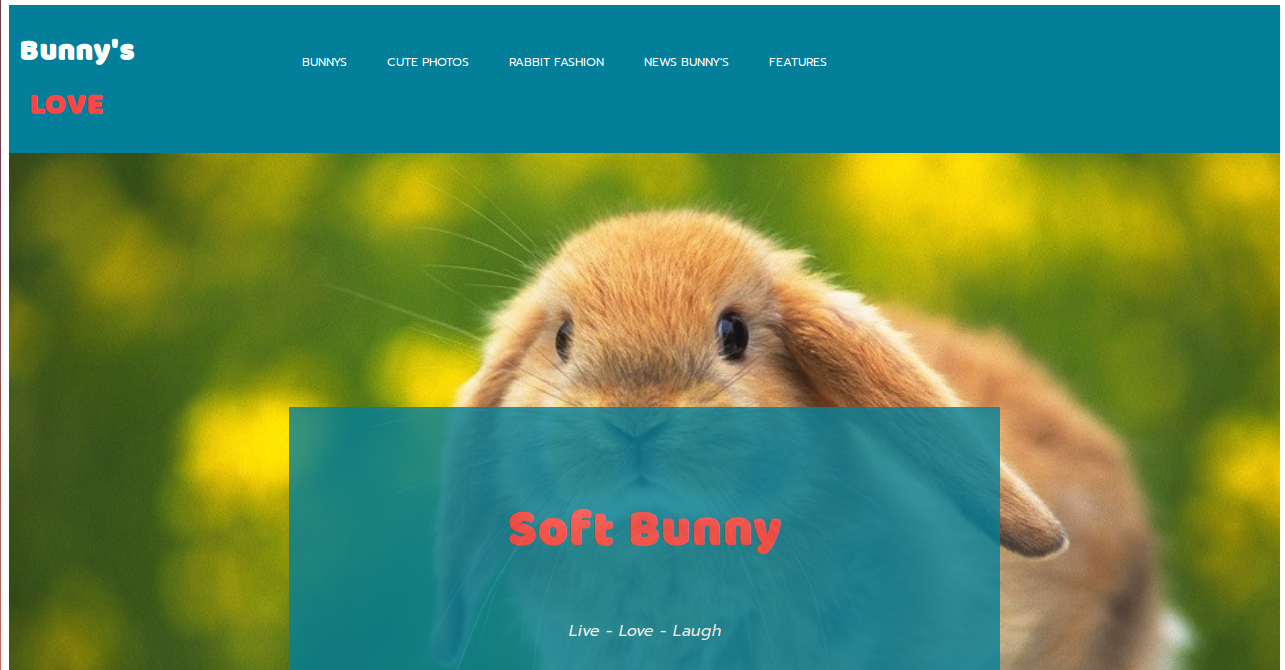 Bunny's
LOVE
BUNNYS
CUTE PHOTOS
RABBIT FASHION
NEWS BUNNY'S
FEATURES
Soft Bunny
Live - Love - Laugh